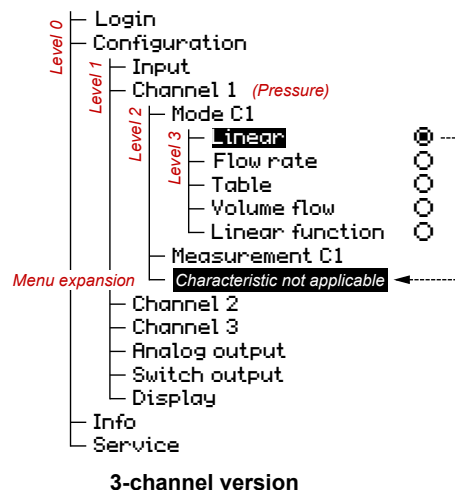 Level 0
Login
Configuration
Level 1
Input
Channel 1 (Pressure)
Level 2
Mode C1
Level 3
Linear
Flow rate
Table
Volume flow
Linear function
Measurement C1
Menu expansion Characteristic not applicable
Channel 2
Channel 3
Analog output
Switch output
Display
Info
Service
3-channel version